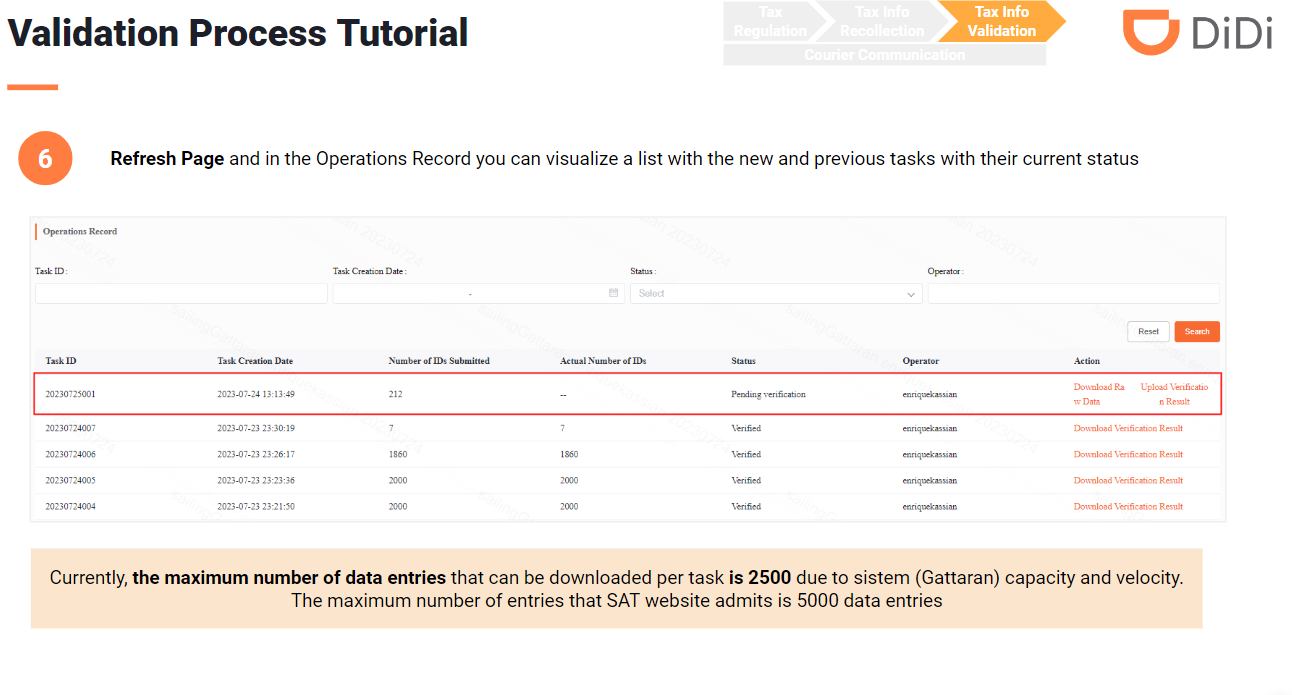 Validation Process Tutorial
Tax Regulation
Tax Info Recollection
Tax Info Validation
Courier Communication
DiDi
6
Refresh Page and in the Operations Record you can visualize a list with the new and previous tasks with their current status
Operations Record
Task ID :
Task Creation Date :
Status :
Operator :
-
Select
Reset
Search
Task ID Task Creation Date Number of IDs Submitted Actual Number of IDs Status Operator Action
20230725001 2023-07-24 13:13:49 212 -- Pending verification enriquekassian Download Ra
w Data Upload Verificatio
n Result
20230724007 2023-07-23 23:30:19 7 7 Verified enriquekassian Download Verification Result
20230724006 2023-07-23 23:26:17 1860 1860 Verified enriquekassian Download Verification Result
20230724005 2023-07-23 23:23:36 2000 2000 Verified enriquekassian Download Verification Result
20230724004 2023-07-23 23:21:50 2000 2000 Verified enriquekassian Download Verification Result
Currently, the maximum number of data entries that can be downloaded per task is 2500 due to sistem (Gattaran) capacity and velocity.
The maximum number of entries that SAT website admits is 5000 data entries